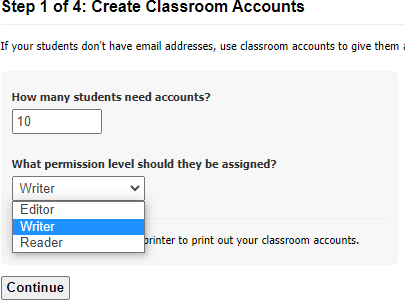 Step 1 of 4: Create Classroom Accounts
If your students don't have email addresses, use classroom accounts to give them
How many students need accounts?
10
What permission level should they be assigned?
Writer
Editor
Writer
Reader
printer to print out your classroom accounts.
Continue